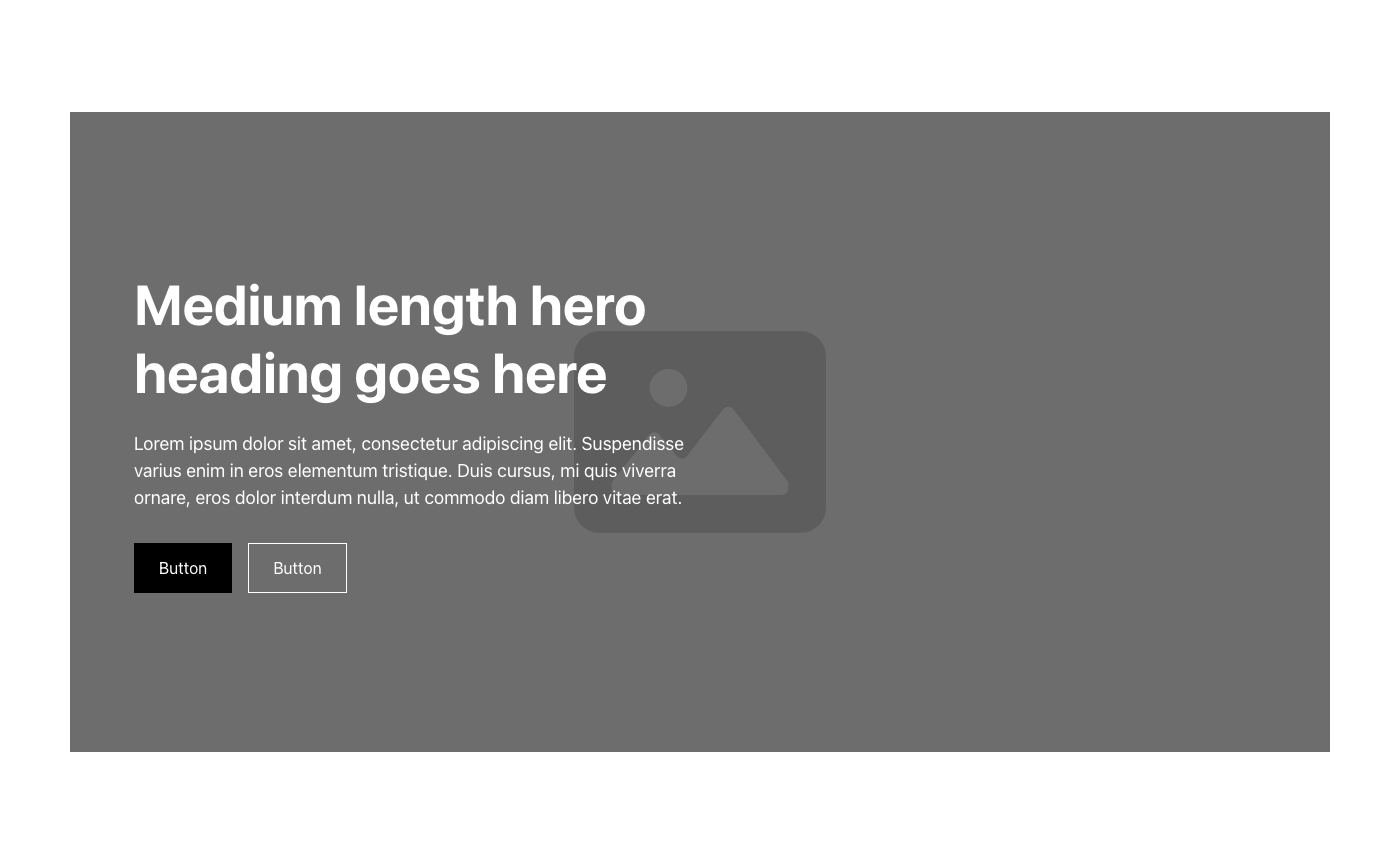 Medium length hero
heading goes here
Lorem ipsum dolor sit amet, consectetur adipiscing elit. Suspendisse
varius enim in eros elementum tristique. Duis cursus, mi quis viverra
ornare, eros dolor interdum nulla, ut commodo diam libero vitae erat.
Button
Button